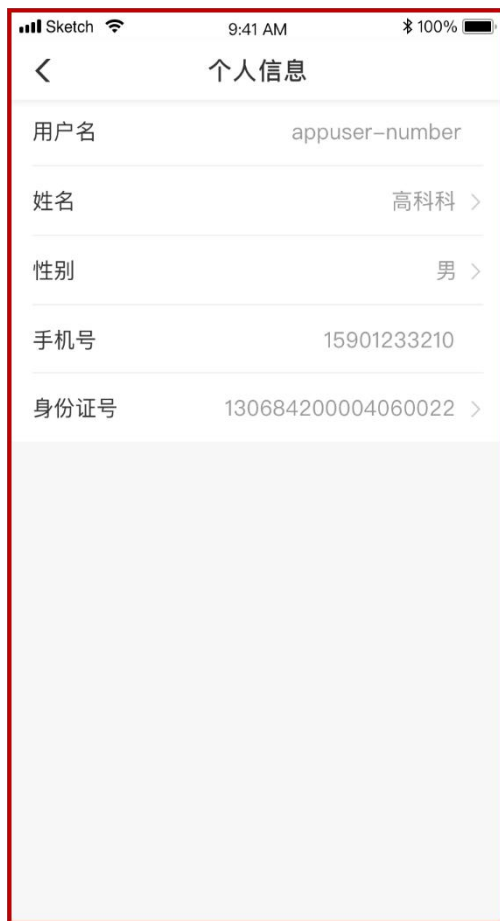 Sketch 9:41 AM 100%
个人信息
用户名 appuser-number
姓名 高科科
性别 男
手机号 15901233210
身份证号 130684200004060022